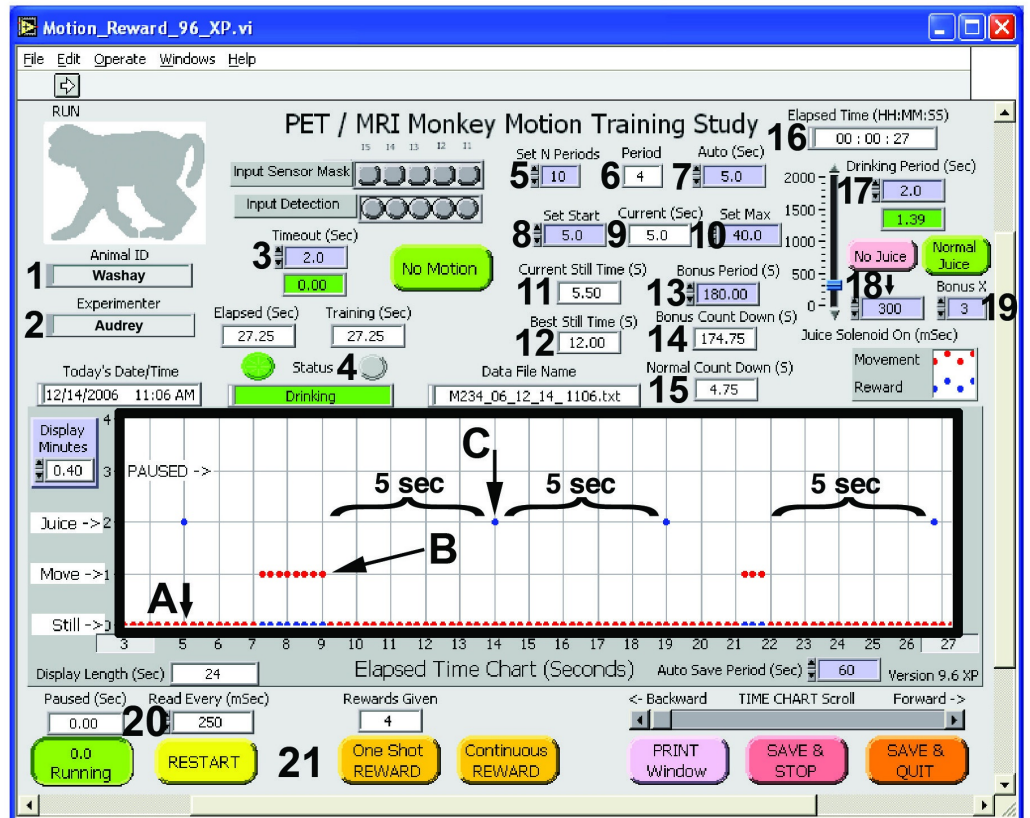 Motion_Reward_96_XP.vi
File Edit Operate Windows Help
RUN
PET / MRI Monkey Motion Training Study
Elapsed Time (HH:MM:SS)
16 00 : 00 : 27
I5 I4 I3 I2 I1
Input Sensor Mask
Input Detection
Set N Periods Period Auto (Sec)
5 10 6 4 7 5.0
Drinking Period (Sec)
17 2.0
1.39
2000
1500
1000
500
0
Set Start Current (Sec) Set Max
8 5.0 9 5.0 10 40.0
Timeout (Sec)
3 2.0
0.00
No Motion
No Juice
Normal Juice
Animal ID
1 Washay
Current Still Time (S) Bonus Period (S)
11 5.50 13 180.00
18 300
Bonus X
3 19
Juice Solenoid On (mSec)
Experimenter
2 Audrey
Elapsed (Sec) Training (Sec)
27.25 27.25
Best Still Time (S) Bonus Count Down (S)
12 12.00 14 174.75
Movement
Reward
Today's Date/Time
12/14/2006 11:06 AM
Status 4
Drinking
Data File Name
M234_06_12_14_ 1106.txt
Normal Count Down (S)
15 4.75
Display Minutes
0.40
4
3 PAUSED ->
Juice -> 2
Move -> 1
Still -> 0
5 sec C 5 sec 5 sec
B
A
3 5 6 7 8 9 10 11 12 13 14 15 16 17 18 19 20 21 22 23 24 25 26 27
Display Length (Sec) 24
Elapsed Time Chart (Seconds)
Auto Save Period (Sec) 60
Version 9.6 XP
Paused (Sec) Read Every (mSec) Rewards Given
0.00 20 250 4
<- Backward TIME CHART Scroll Forward ->
0.0 Running
RESTART
21
One Shot REWARD
Continuous REWARD
PRINT Window
SAVE & STOP
SAVE & QUIT